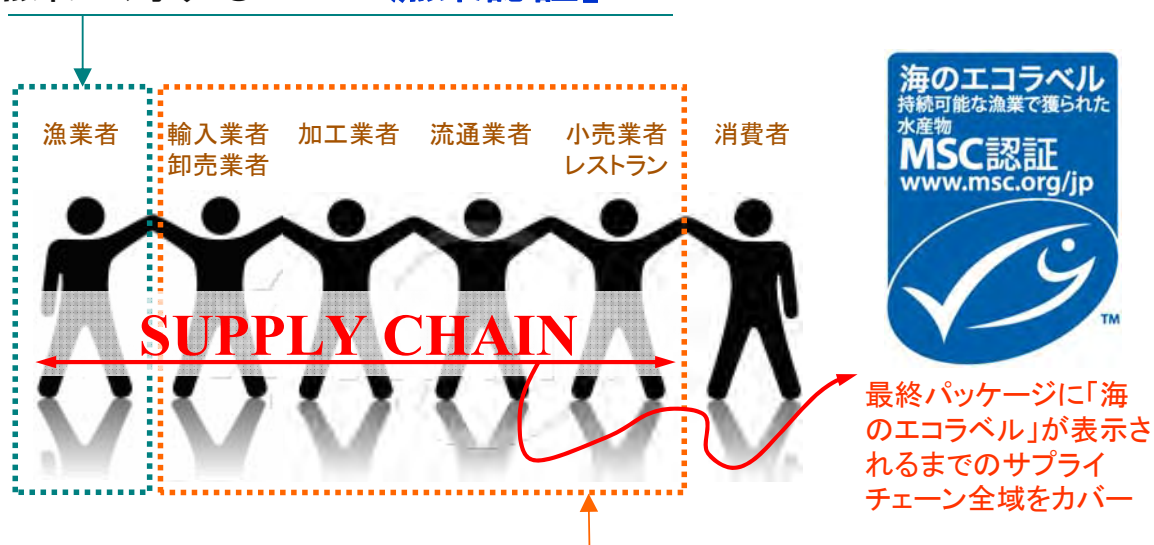 漁業者
輸入業者
卸売業者
加工業者
流通業者
小売業者
レストラン
消費者
SUPPLY CHAIN
海のエコラベル
持続可能な漁業で獲られた
水産物
MSC認証
www.msc.org/jp
TM
最終パッケージに「海
のエコラベル」が表示さ
れるまでのサプライ
チェーン全域をカバー